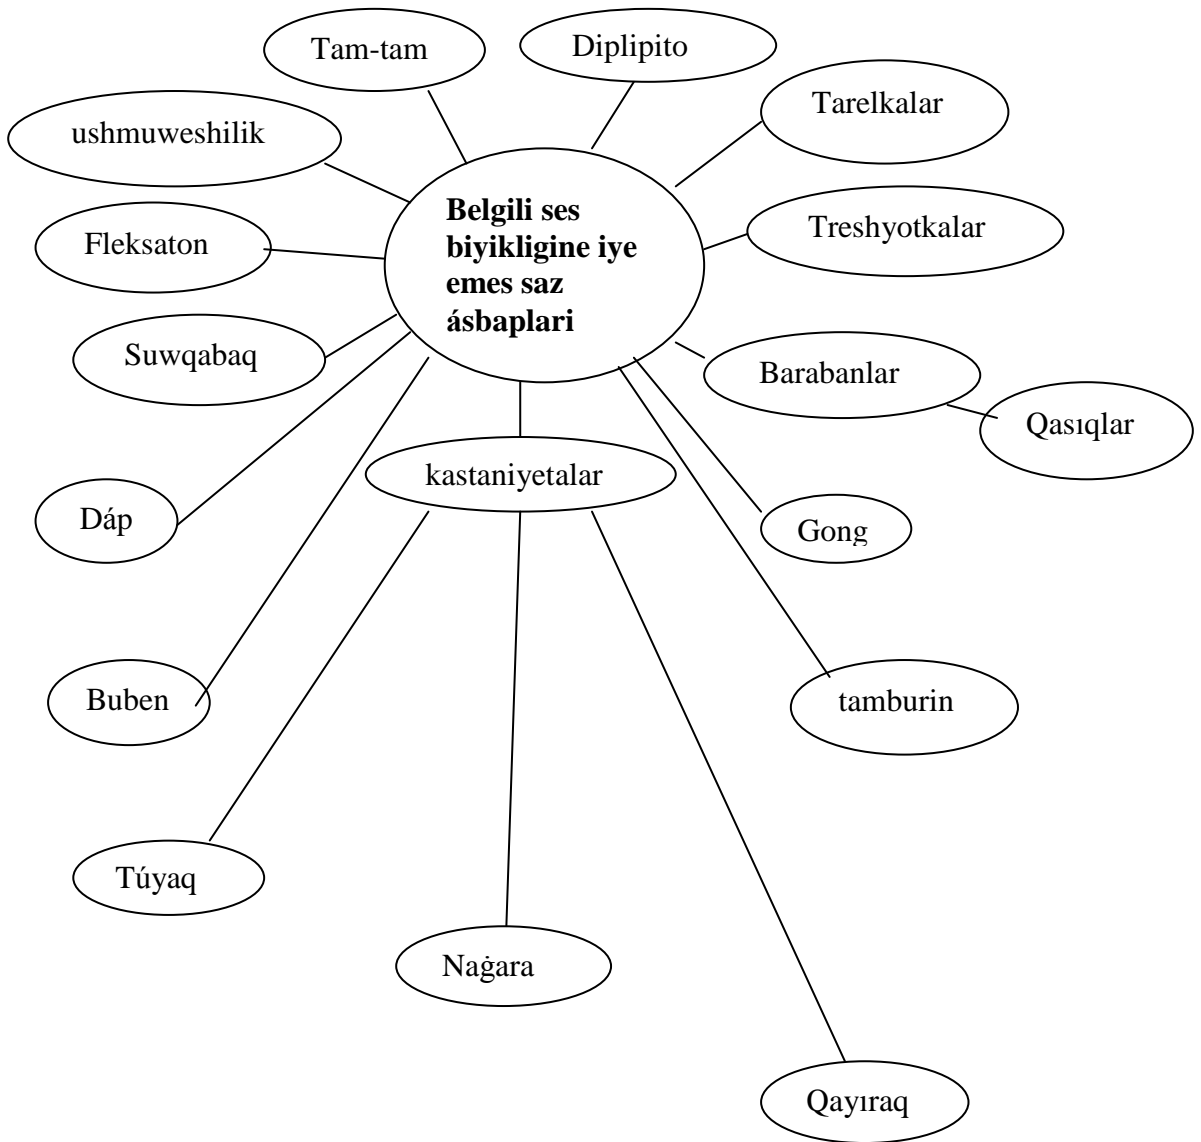 Tam-tam
Diplipito
Tarelkalar
ushmuweshilik
Belgili ses
biyikligine iye
emes saz
ásbaplari
Treshyotkalar
Fleksaton
Suwqabaq
Barabanlar
Qasıqlar
kastaniyetalar
Dáp
Gong
Buben
tamburin
Túyaq
Naġara
Qayıraq